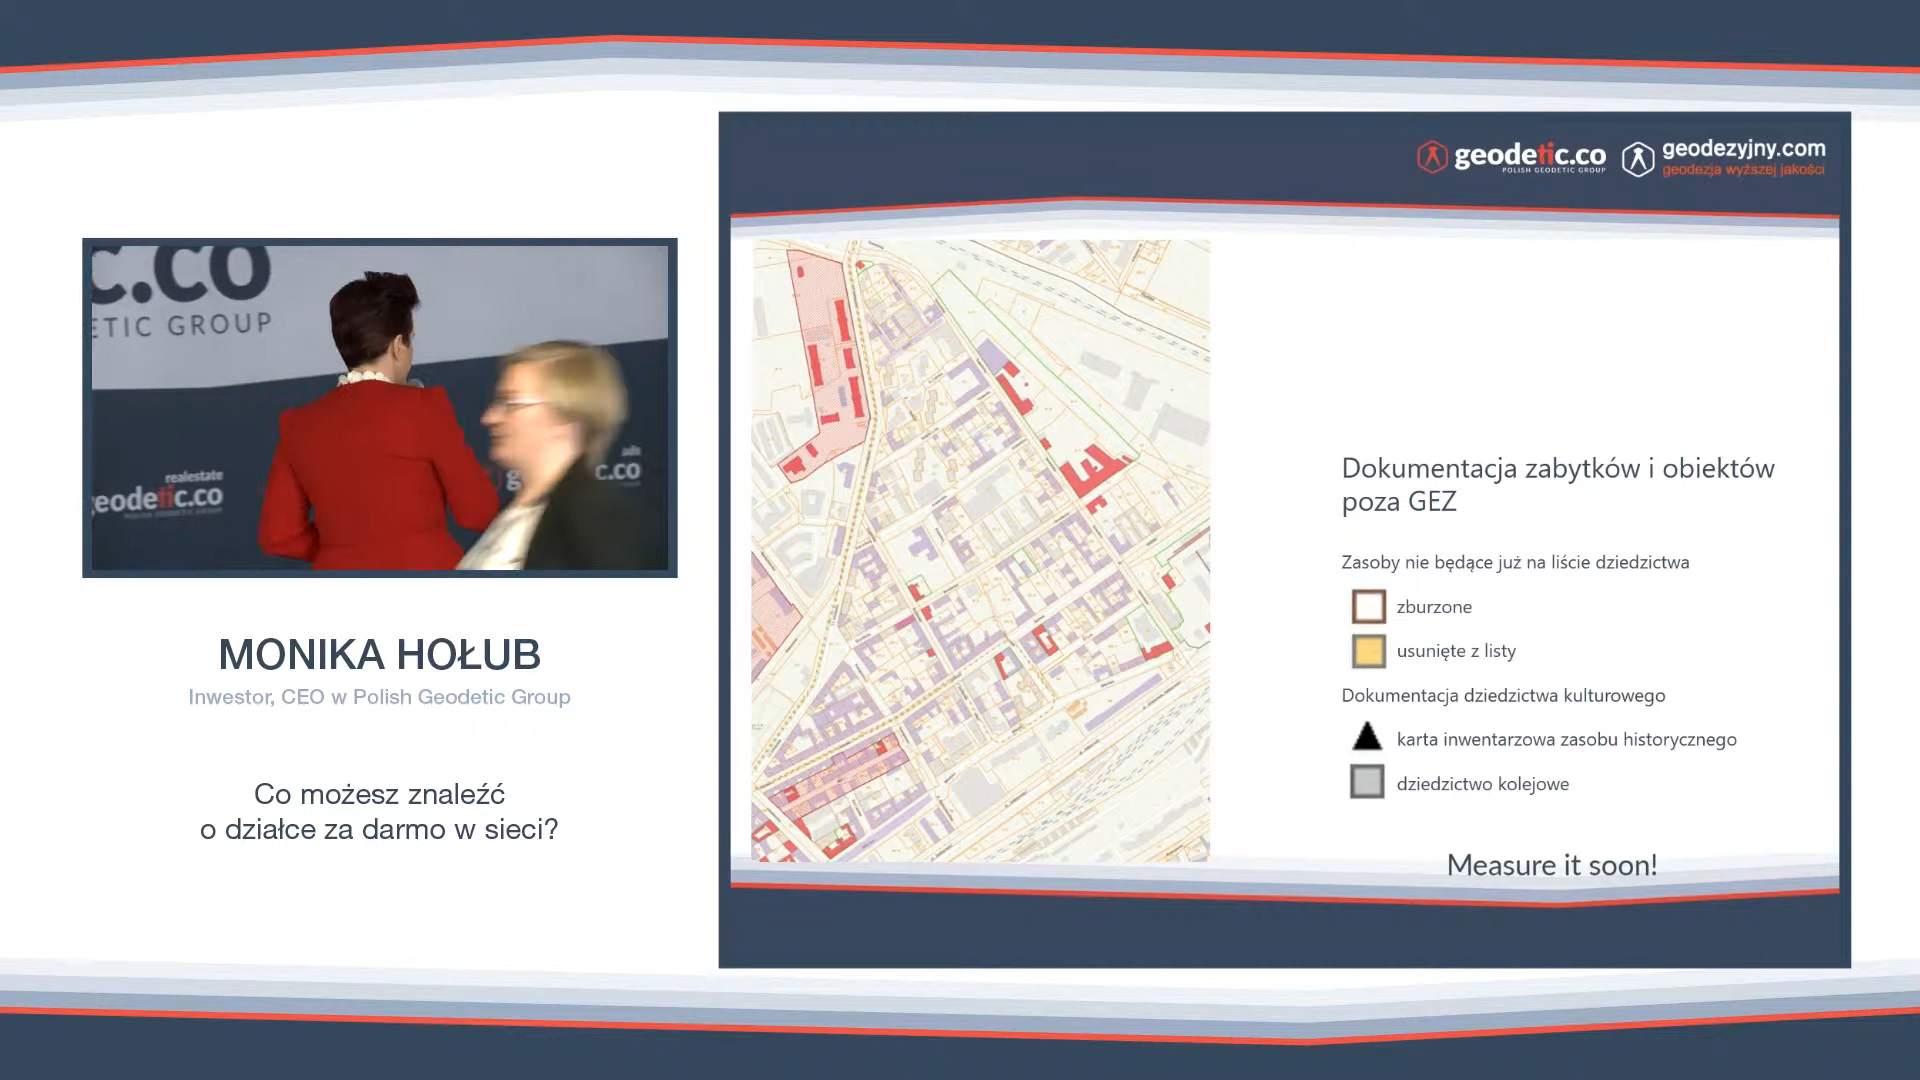 geodetic.co
POLISH GEODETIC GROUP
geodezyjny.com
geodezja wyższej jakości
c.co
ETIC GROUP
realestate
geodetic.co
g
c.co
MONIKA HOŁUB
Inwestor, CEO w Polish Geodetic Group
Co możesz znaleźć
o działce za darmo w sieci?
Dokumentacja zabytków i obiektów
poza GEZ
Zasoby nie będące już na liście dziedzictwa
zburzone
usunięte z listy
Dokumentacja dziedzictwa kulturowego
karta inwentarzowa zasobu historycznego
dziedzictwo kolejowe
Measure it soon!